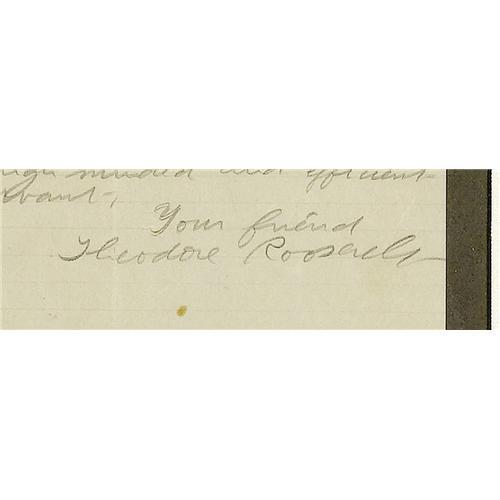 minded and efficient
Your friend
Theodore Roosevelt